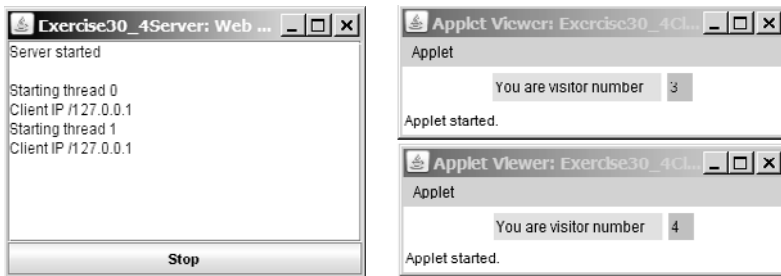 Exercise30_4Server: Web ...
Server started
Starting thread 0
Client IP /127.0.0.1
Starting thread 1
Client IP /127.0.0.1
Stop
Applet Viewer: Exercise30_4Cl...
Applet
You are visitor number 3
Applet started.
Applet Viewer: Exercise30_4Cl...
Applet
You are visitor number 4
Applet started.